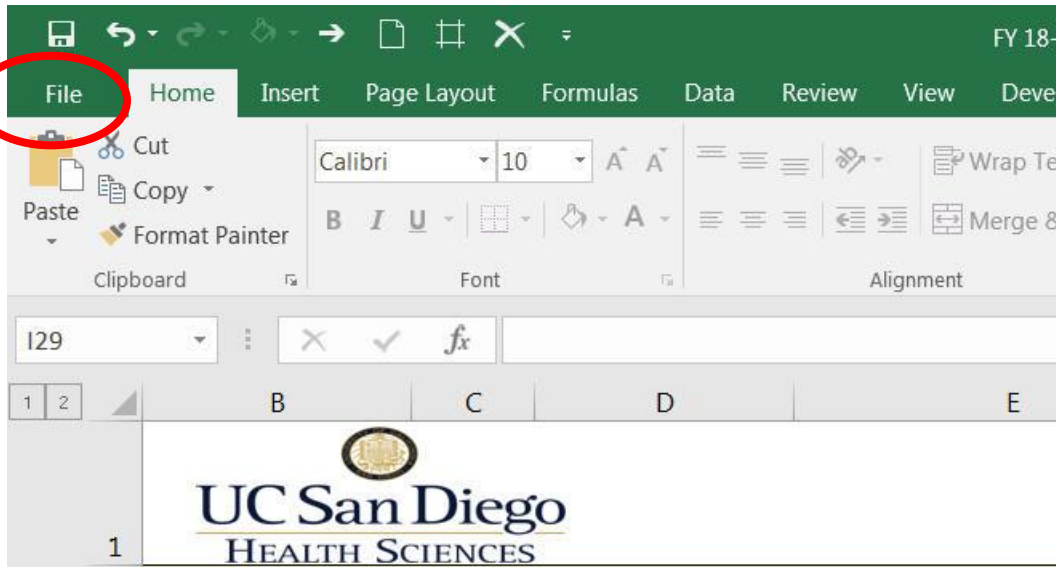 FY 18-
File Home Insert Page Layout Formulas Data Review View Deve
Cut
Calibri 10 A A Wrap Te
Copy
Paste
B I U A Merge &
Format Painter
Clipboard Font Alignment
I29 fx
1 2 B C D E
UC San Diego
1 HEALTH SCIENCES